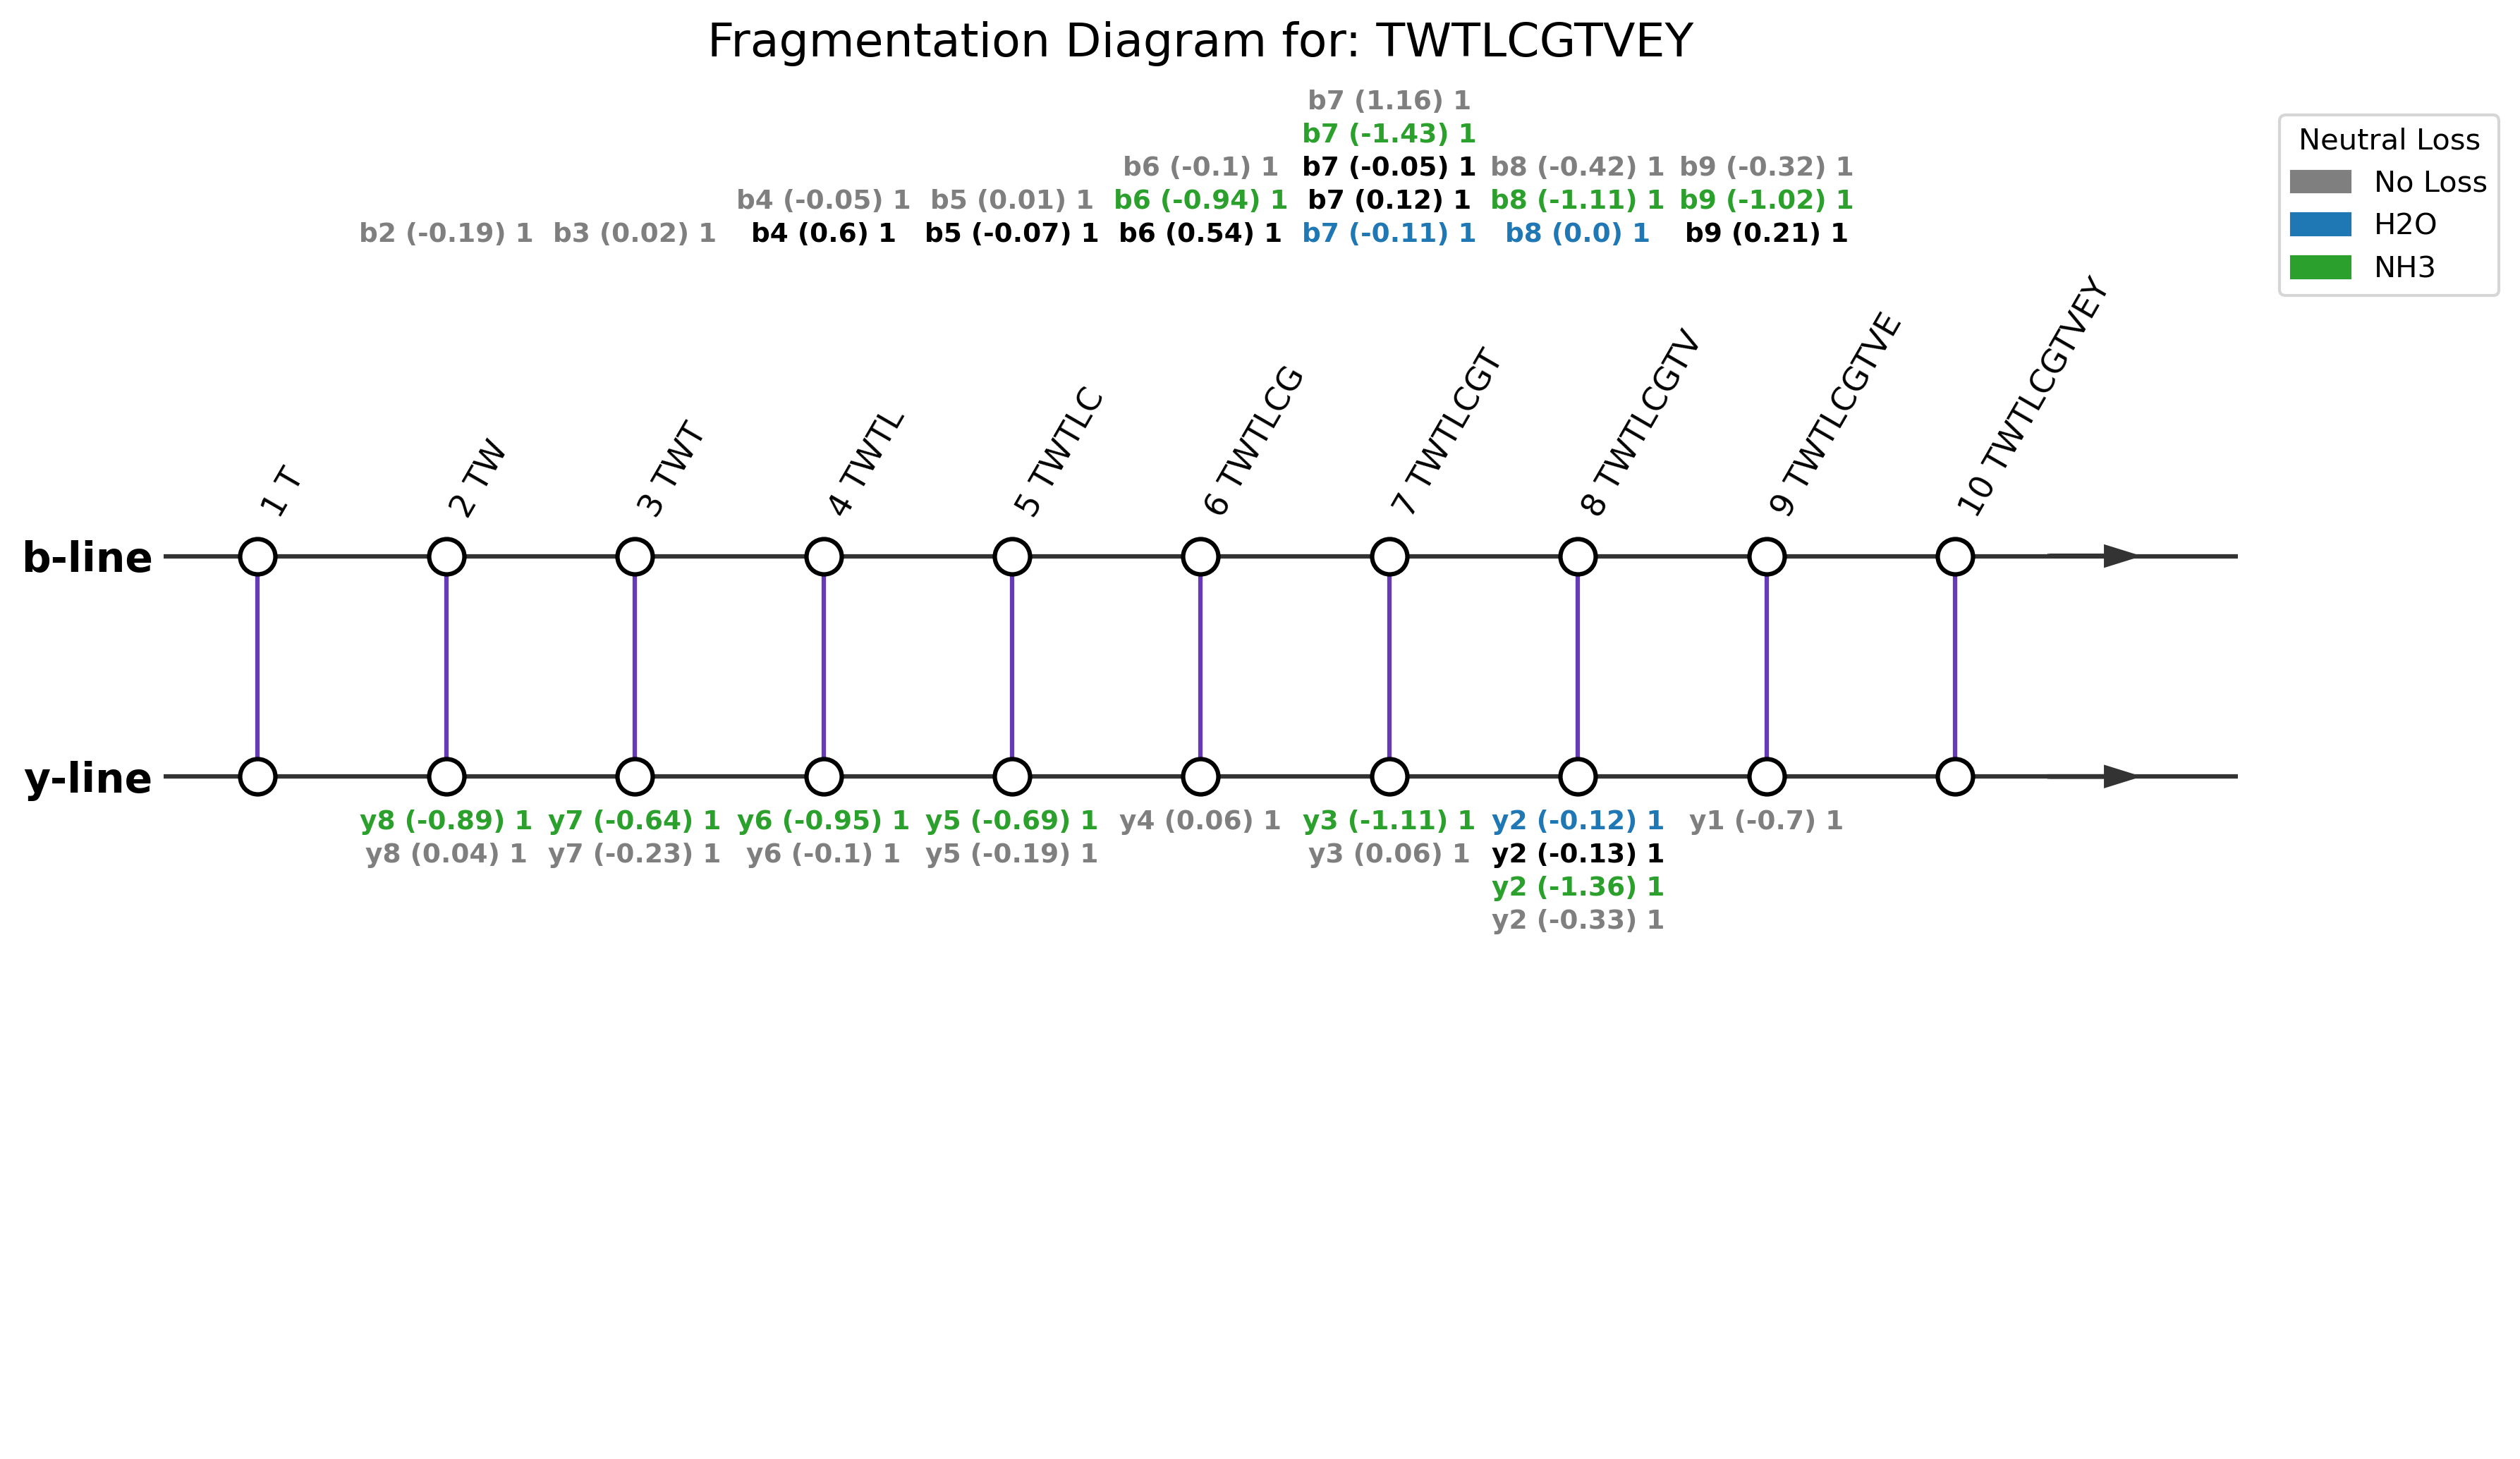 Fragmentation Diagram for: TWTLCGTVEY
b7 (1.16) 1
b7 (-1.43) 1
b6 (-0.1) 1 b7 (-0.05) 1 b8 (-0.42) 1 b9 (-0.32) 1
b4 (-0.05) 1 b5 (0.01) 1 b6 (-0.94) 1 b7 (0.12) 1 b8 (-1.11) 1 b9 (-1.02) 1
b2 (-0.19) 1 b3 (0.02) 1 b4 (0.6) 1 b5 (-0.07) 1 b6 (0.54) 1 b7 (-0.11) 1 b8 (0.0) 1 b9 (0.21) 1
Neutral Loss
No Loss
H2O
NH3
1 T
2 TW
3 TWT
4 TWTL
5 TWTLC
6 TWTLCG
7 TWTLCGT
8 TWTLCGTV
9 TWTLCGTVE
10 TWTLCGTVEY
b-line
y-line
y8 (-0.89) 1 y7 (-0.64) 1 y6 (-0.95) 1 y5 (-0.69) 1 y4 (0.06) 1 y3 (-1.11) 1 y2 (-0.12) 1 y1 (-0.7) 1
y8 (0.04) 1 y7 (-0.23) 1 y6 (-0.1) 1 y5 (-0.19) 1 y3 (0.06) 1 y2 (-0.13) 1
y2 (-1.36) 1
y2 (-0.33) 1